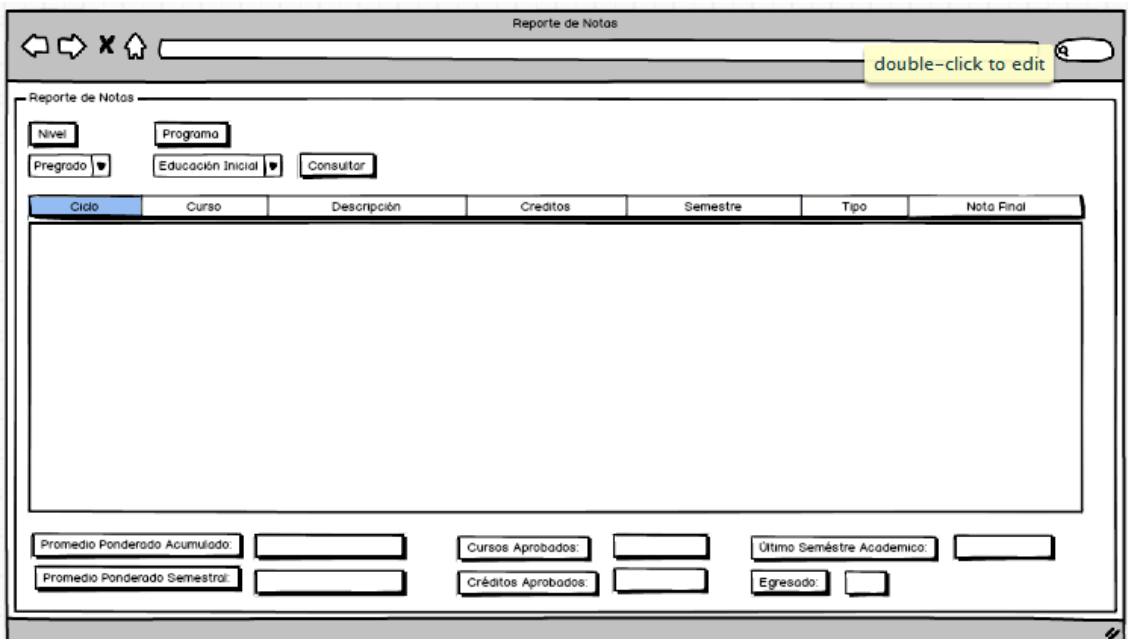 Reporte de Notas
double-click to edit
Reporte de Notas
Nivel Programa
Pregrado Educación Inicial Consultar
Ciclo Curso Descripción Creditos Semestre Tipo Nota Final
Promedio Ponderado Acumulado: Cursos Aprobados: Último Seméstre Academico:
Promedio Ponderado Semestral: Créditos Aprobados: Egresado: